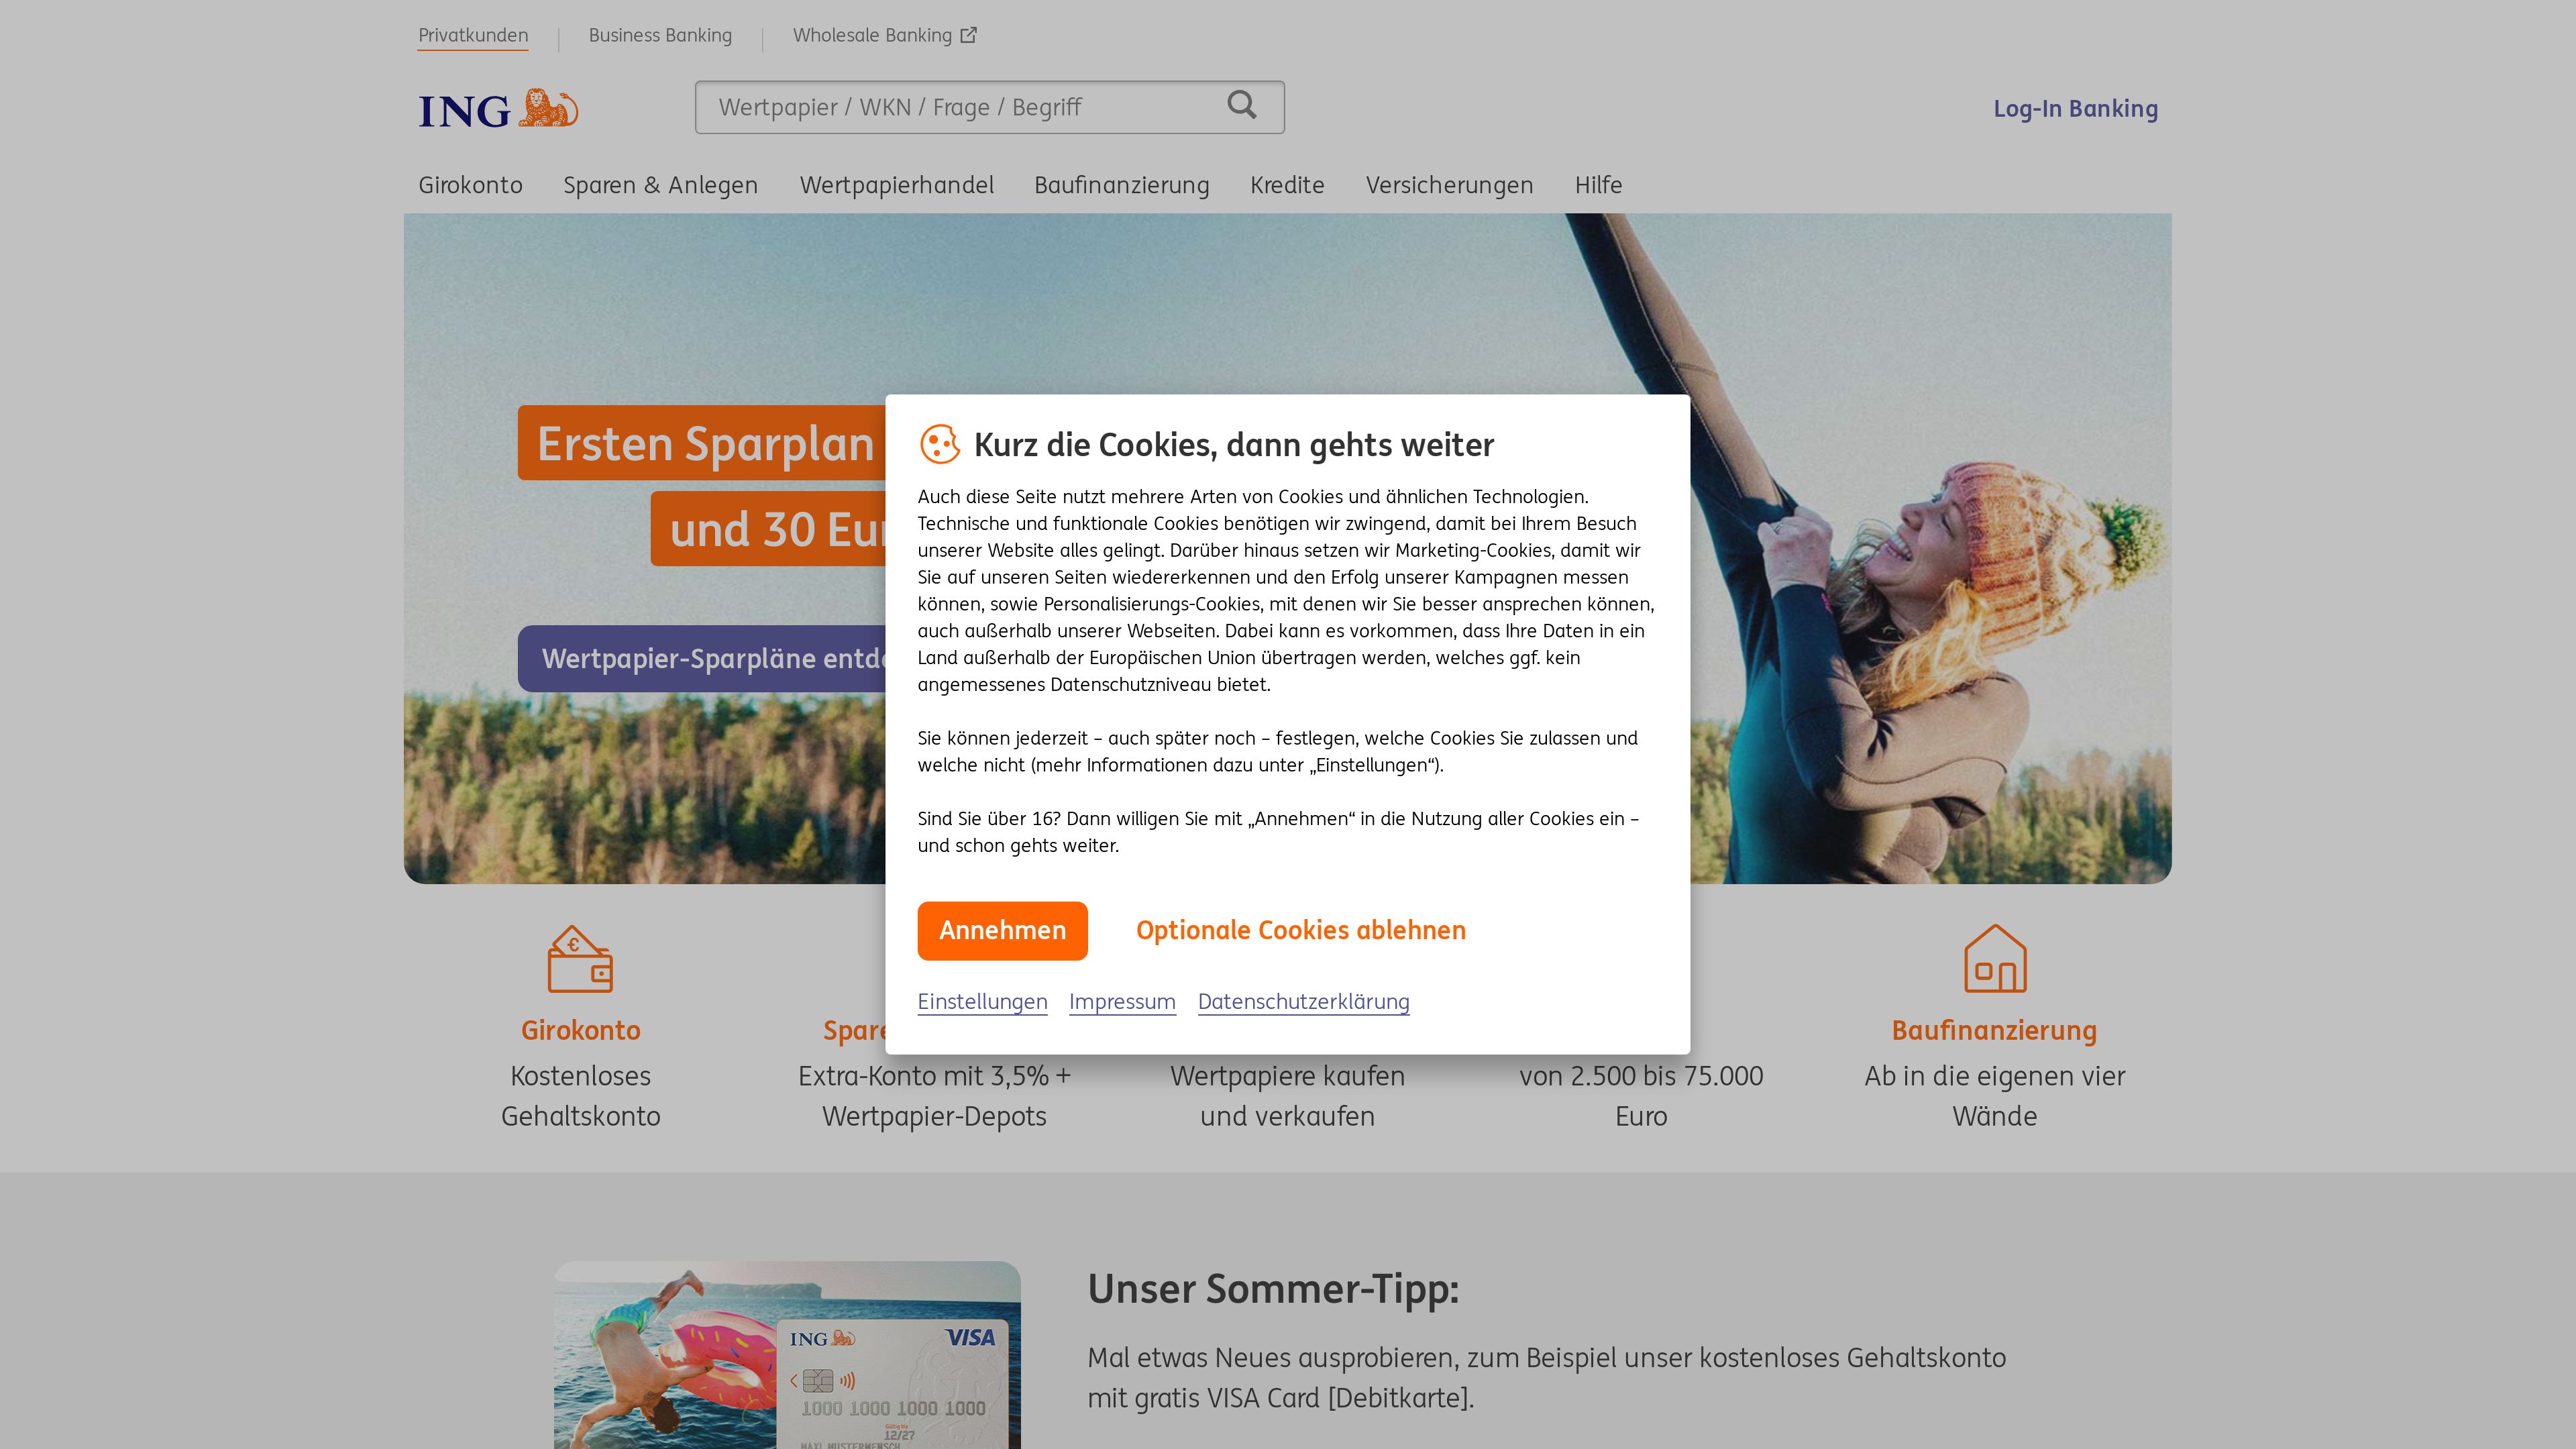 Privatkunden
Business Banking
Wholesale Banking
ING
Wertpapier / WKN / Frage / Begriff
Log-In Banking
Girokonto
Sparen & Anlegen
Wertpapierhandel
Baufinanzierung
Kredite
Versicherungen
Hilfe
Ersten Sparplan
und 30
Wertpapier-Sparpläne
Kurz die Cookies, dann gehts weiter
Auch diese Seite nutzt mehrere Arten von Cookies und ähnlichen Technologien.
Technische und funktionale Cookies benötigen wir zwingend, damit bei Ihrem Besuch
unserer Website alles gelingt. Darüber hinaus setzen wir Marketing-Cookies, damit wir
Sie auf unseren Seiten wiedererkennen und den Erfolg unserer Kampagnen messen
können, sowie Personalisierungs-Cookies, mit denen wir Sie besser ansprechen können,
auch außerhalb unserer Webseiten. Dabei kann es vorkommen, dass Ihre Daten in ein
Land außerhalb der Europäischen Union übertragen werden, welches ggf. kein
angemessenes Datenschutzniveau bietet.
Sie können jederzeit – auch später noch – festlegen, welche Cookies Sie zulassen und
welche nicht (mehr Informationen dazu unter „Einstellungen“).
Sind Sie über 16? Dann willigen Sie mit „Annehmen“ in die Nutzung aller Cookies ein –
und schon gehts weiter.
Annehmen
Optionale Cookies ablehnen
Einstellungen
Impressum
Datenschutzerklärung
Girokonto
Kostenloses
Gehaltskonto
Extra-Konto mit 3,5% +
Wertpapier-Depots
Wertpapiere kaufen
und verkaufen
von 2.500 bis 75.000
Euro
Baufinanzierung
Ab in die eigenen vier
Wände
ING
VISA
1000 1000 1000 1000
12/27
Unser Sommer-Tipp:
Mal etwas Neues ausprobieren, zum Beispiel unser kostenloses Gehaltskonto
mit gratis VISA Card [Debitkarte].